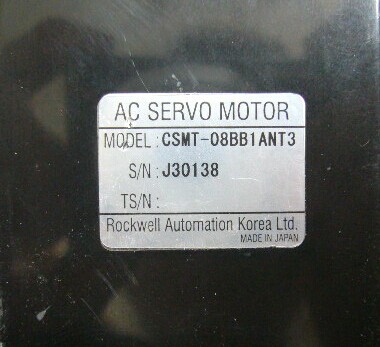 AC SERVO MOTOR
MODEL : CSMT-08BB1ANT3
S/N : J30138
TS/N :
Rockwell Automation Korea Ltd.
MADE IN JAPAN